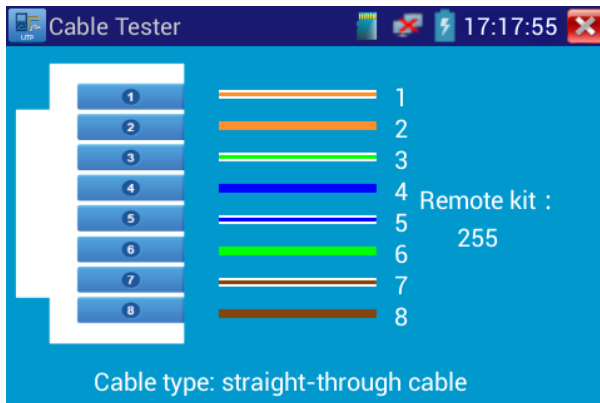 UTP
Cable Tester
17:17:55
1 1
2 2
3 3
4 4
5 5
6 6
7 7
8 8
Remote kit :
255
Cable type: straight-through cable